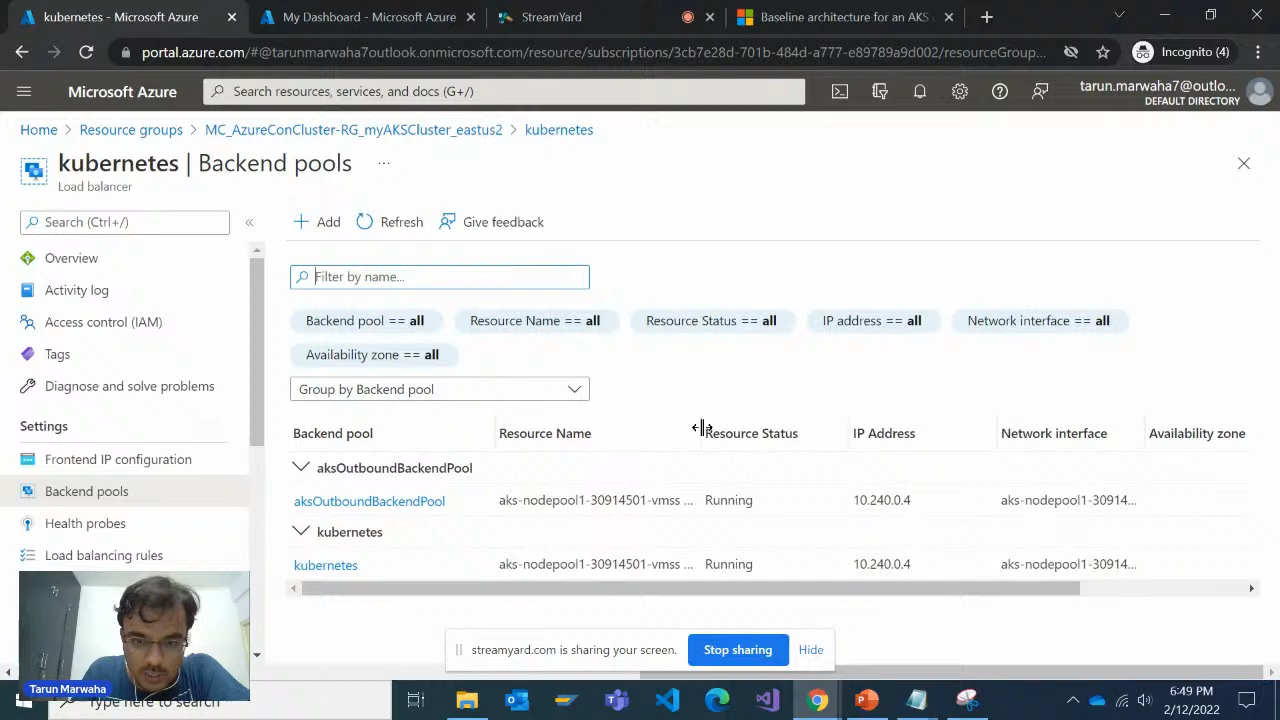 kubernetes - Microsoft Azure
My Dashboard - Microsoft Azure
StreamYard
Baseline architecture for an AKS
portal.azure.com/#@tarunmarwaha7outlook.onmicrosoft.com/resource/subscriptions/3cb7e28d-701b-484d-a777-e89789a9d002/resourceGroup...
Incognito (4)
Microsoft Azure
Search resources, services, and docs (G+/)
tarun.marwaha7@outlo...
DEFAULT DIRECTORY
Home > Resource groups > MC_AzureConCluster-RG_myAKSCluster_eastus2 > kubernetes
kubernetes | Backend pools ...
Load balancer
Search (Ctrl+/)
«
Add
Refresh
Give feedback
Overview
Activity log
Access control (IAM)
Tags
Diagnose and solve problems
Settings
Frontend IP configuration
Backend pools
Health probes
Load balancing rules
Filter by name...
Backend pool == all
Resource Name == all
Resource Status == all
IP address == all
Network interface == all
Availability zone == all
Group by Backend pool
Backend pool Resource Name Resource Status IP Address Network interface Availability zone
aksOutboundBackendPool
aksOutboundBackendPool aks-nodepool1-30914501-vmss ... Running 10.240.0.4 aks-nodepool1-30914...
kubernetes
kubernetes aks-nodepool1-30914501-vmss ... Running 10.240.0.4 aks-nodepool1-30914...
streamyard.com is sharing your screen.
Stop sharing
Hide
Tarun Marwaha
Type here to search
6:49 PM
2/12/2022